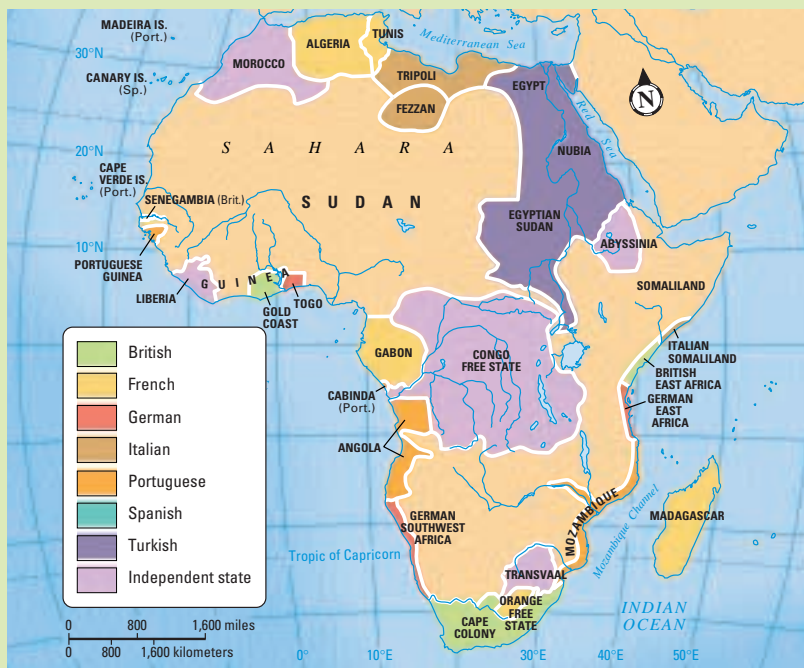 MADEIRA IS.
(Port.)
TUNIS
Mediterranean Sea
ALGERIA
30°N
MOROCCO
TRIPOLI
CANARY IS.
(Sp.)
EGYPT
FEZZAN
N
Red Sea
SAHARA
20°N
NUBIA
CAPE
VERDE IS.
(Port.)
SENEGAMBIA (Brit.)
SUDAN
EGYPTIAN
SUDAN
ABYSSINIA
10°N
PORTUGUESE
GUINEA
GUINEA
SOMALILAND
LIBERIA
TOGO
GOLD
COAST
ITALIAN
SOMALILAND
BRITISH
EAST AFRICA
GERMAN
EAST
AFRICA
GABON
CONGO
FREE STATE
CABINDA
(Port.)
ANGOLA
MOZAMBIQUE
Mozambique Channel
MADAGASCAR
GERMAN
SOUTHWEST
AFRICA
Tropic of Capricorn
TRANSVAAL
ORANGE
FREE
STATE
CAPE
COLONY
INDIAN
OCEAN
British
French
German
Italian
Portuguese
Spanish
Turkish
Independent state
0 800 1,600 miles
0 800 1,600 kilometers
0° 10°E 30°E 40°E 50°E